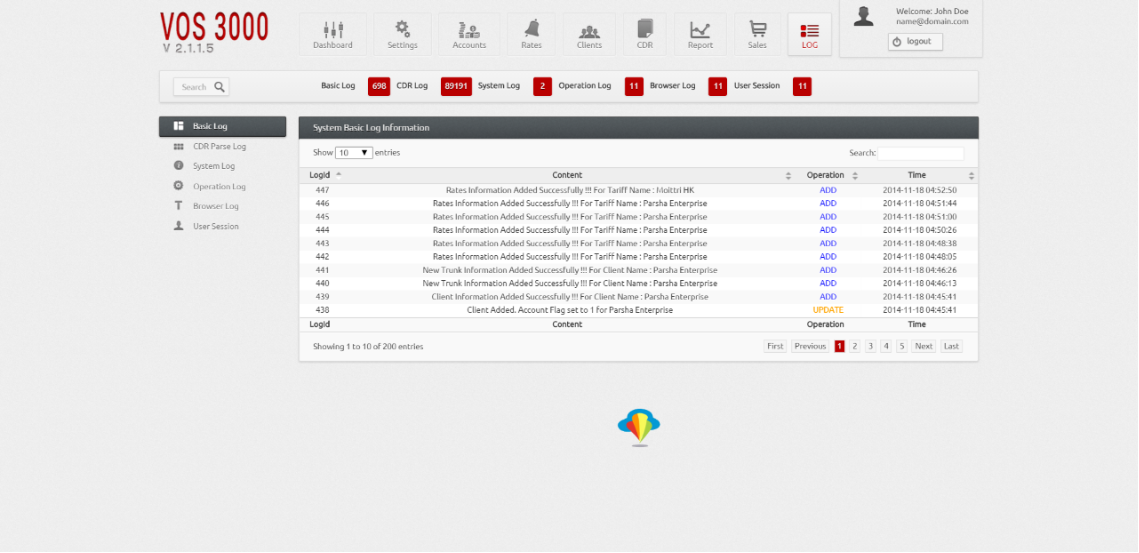 VOS 3000
V 2.1.1.5
Dashboard Settings Accounts Rates Clients CDR Report Sales LOG
Welcome: John Doe
name@domain.com
logout
Search Basic Log 698 CDR Log 89191 System Log 2 Operation Log 11 Browser Log 11 User Session 11
Basic Log
CDR Parse Log
System Log
Operation Log
Browser Log
User Session
System Basic Log Information
Show 10 entries Search:
LogId Content Operation Time
447 Rates Information Added Successfully !!! For Tariff Name : Moittri HK ADD 2014-11-18 04:52:50
446 Rates Information Added Successfully !!! For Tariff Name : Parsha Enterprise ADD 2014-11-18 04:51:44
445 Rates Information Added Successfully !!! For Tariff Name : Parsha Enterprise ADD 2014-11-18 04:51:00
444 Rates Information Added Successfully !!! For Tariff Name : Parsha Enterprise ADD 2014-11-18 04:50:26
443 Rates Information Added Successfully !!! For Tariff Name : Parsha Enterprise ADD 2014-11-18 04:48:38
442 Rates Information Added Successfully !!! For Tariff Name : Parsha Enterprise ADD 2014-11-18 04:48:05
441 New Trunk Information Added Successfully !!! For Client Name : Parsha Enterprise ADD 2014-11-18 04:46:26
440 New Trunk Information Added Successfully !!! For Client Name : Parsha Enterprise ADD 2014-11-18 04:46:13
439 Client Information Added Successfully !!! For Client Name : Parsha Enterprise ADD 2014-11-18 04:45:41
438 Client Added. Account Flag set to 1 for Parsha Enterprise UPDATE 2014-11-18 04:45:41
LogId Content Operation Time
Showing 1 to 10 of 200 entries First Previous 1 2 3 4 5 Next Last